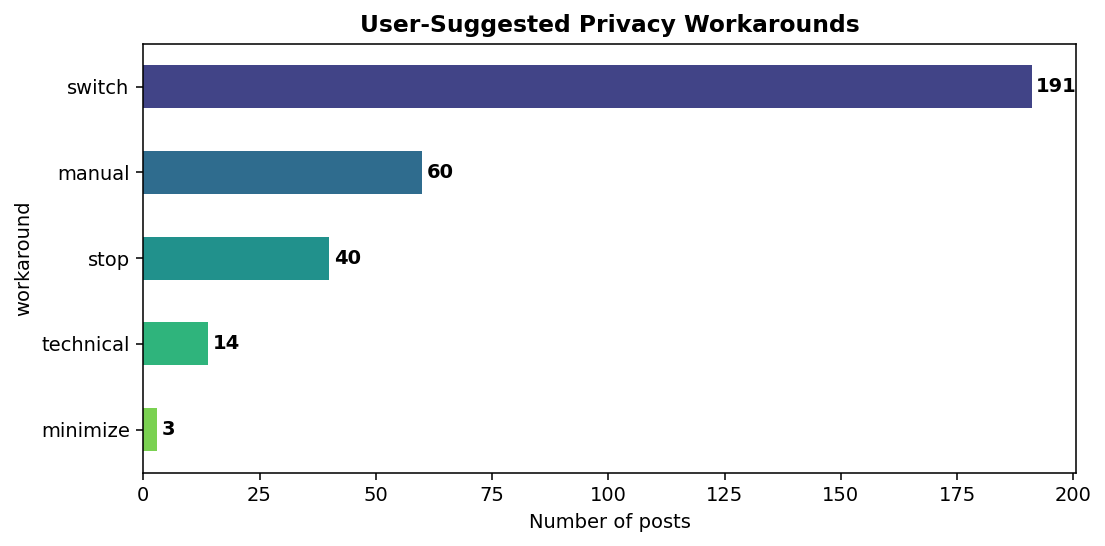 User-Suggested Privacy Workarounds
switch
191
manual
60
stop
40
technical
14
minimize
3
workaround
0 25 50 75 100 125 150 175 200
Number of posts